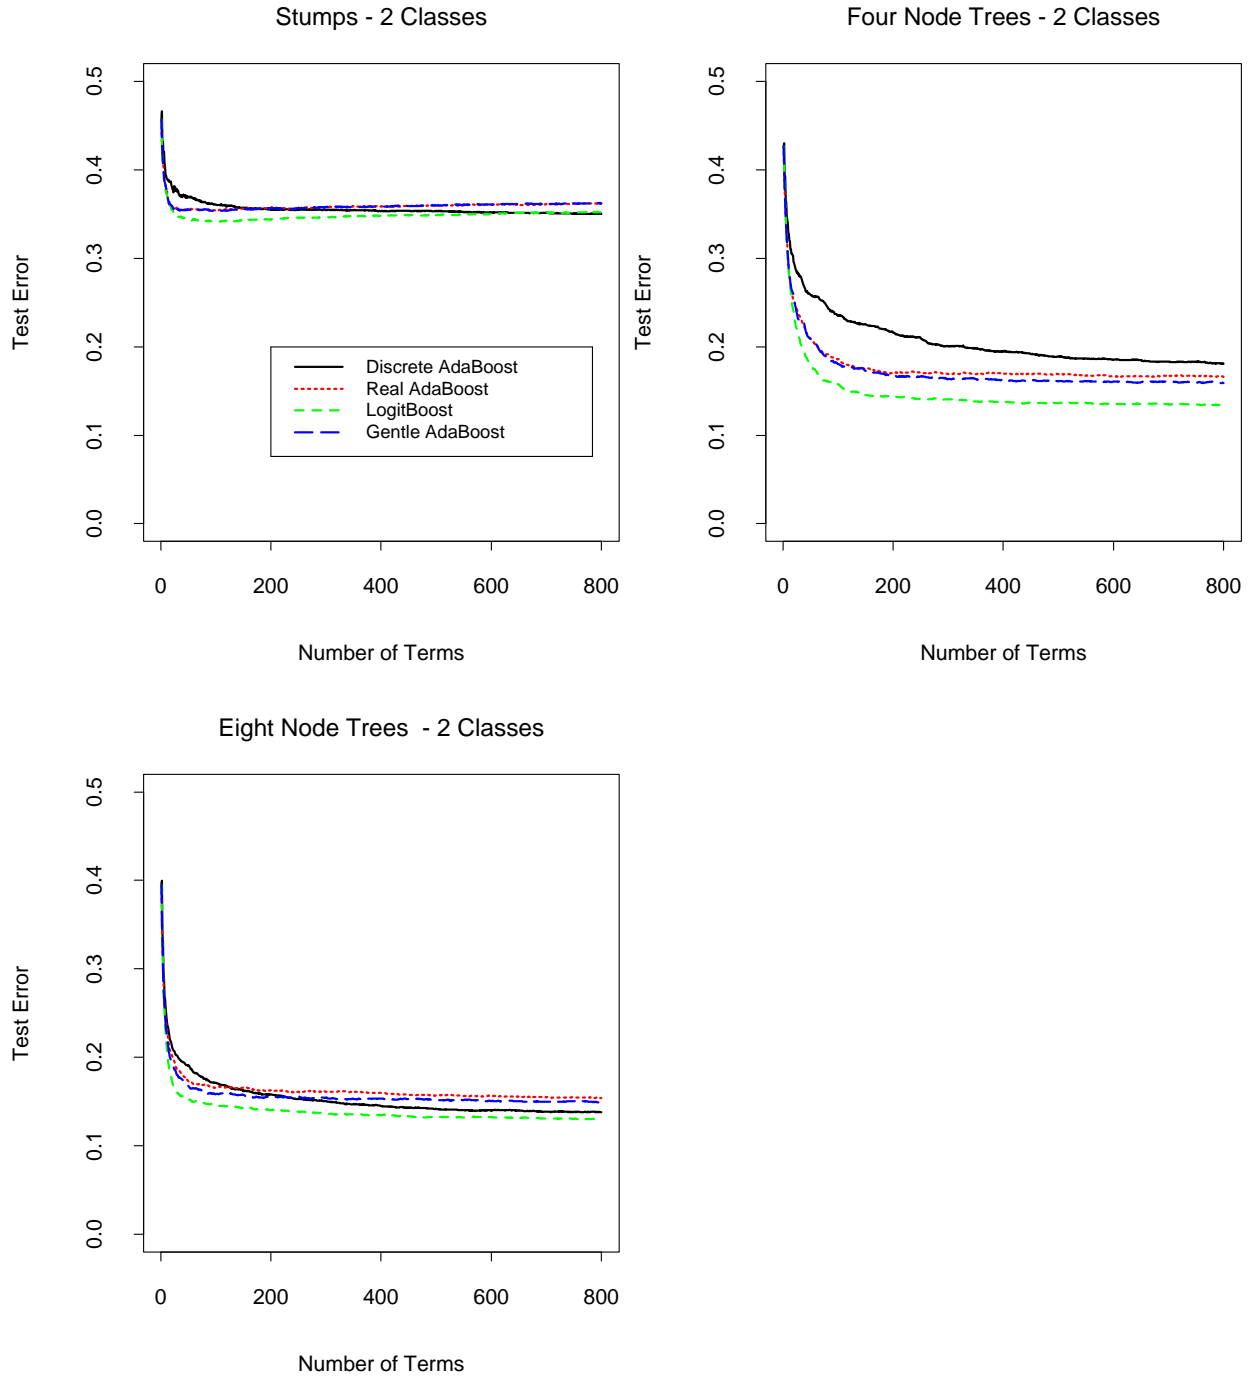 Stumps - 2 Classes
Test Error
0.5
0.4
0.3
0.2
0.1
0.0
Discrete AdaBoost
Real AdaBoost
LogitBoost
Gentle AdaBoost
0 200 400 600 800
Number of Terms
Four Node Trees - 2 Classes
Test Error
0.5
0.4
0.3
0.2
0.1
0.0
0 200 400 600 800
Number of Terms
Eight Node Trees - 2 Classes
Test Error
0.5
0.4
0.3
0.2
0.1
0.0
0 200 400 600 800
Number of Terms